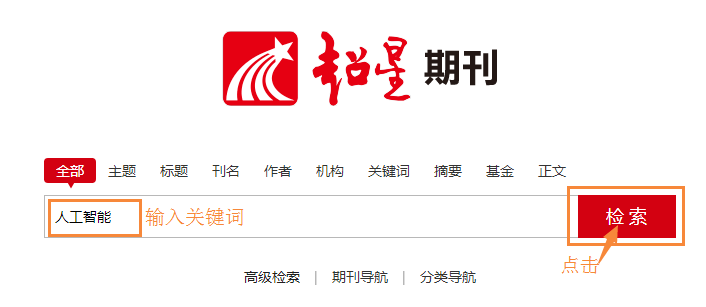 超星 期刊
全部 主题 标题 刊名 作者 机构 关键词 摘要 基金 正文
人工智能 输入关键词 检索
点击
高级检索 | 期刊导航 | 分类导航